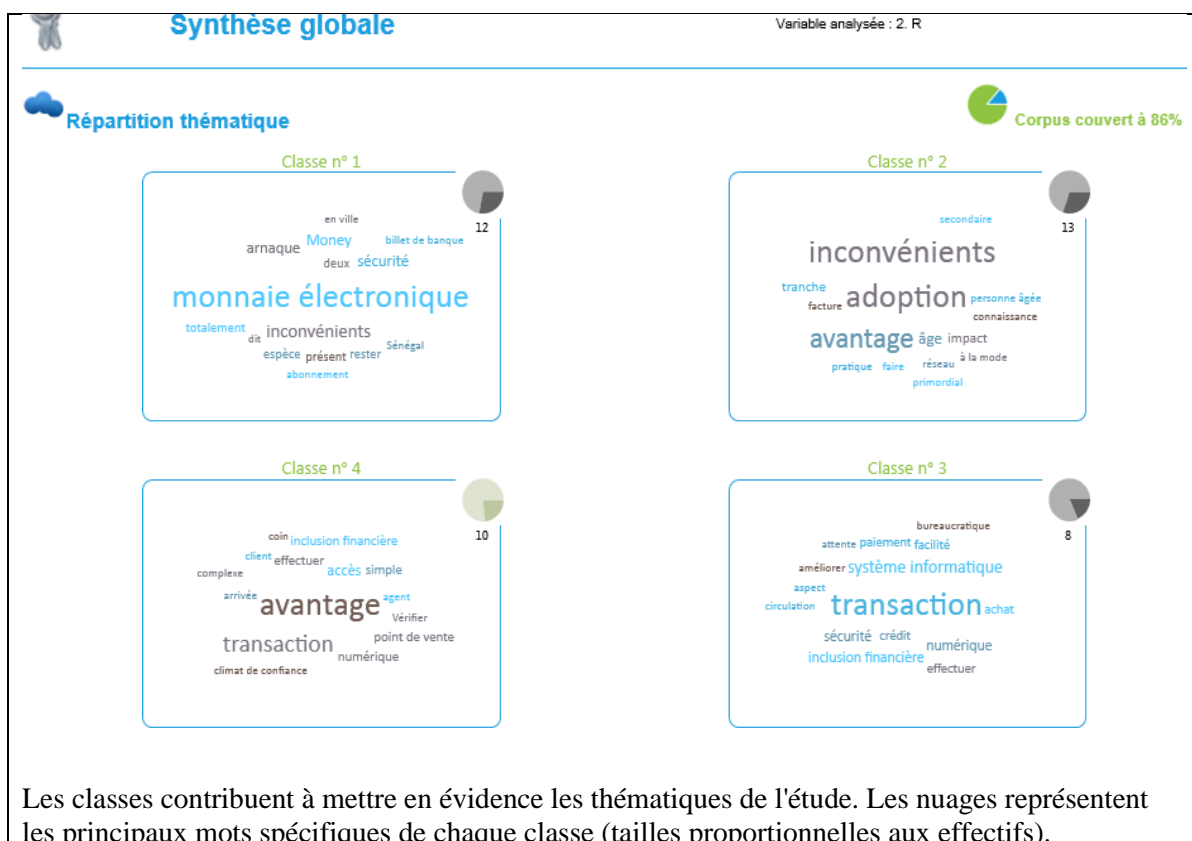 Synthèse globale
Variable analysée : 2. R
Répartition thématique
Corpus couvert à 86%
Classe n° 1
12
en ville
arnaque Money billet de banque
deux sécurité
monnaie électronique
totalement dit inconvénients
espèce présent rester Sénégal
abonnement
Classe n° 2
13
secondaire
inconvénients
tranche
facture adoption personne âgée
connaissance
avantage âge impact
pratique faire réseau à la mode
primordial
Classe n° 4
10
coin inclusion financière
client effectuer
complexe accès simple
arrivée avantage agent
Vérifier
transaction point de vente
numérique
climat de confiance
Classe n° 3
8
bureaucratique
attente paiement facilité
améliorer système informatique
aspect
circulation transaction achat
sécurité crédit numérique
inclusion financière effectuer
Les classes contribuent à mettre en évidence les thématiques de l'étude. Les nuages représentent
les principaux mots spécifiques de chaque classe (tailles proportionnelles aux effectifs).